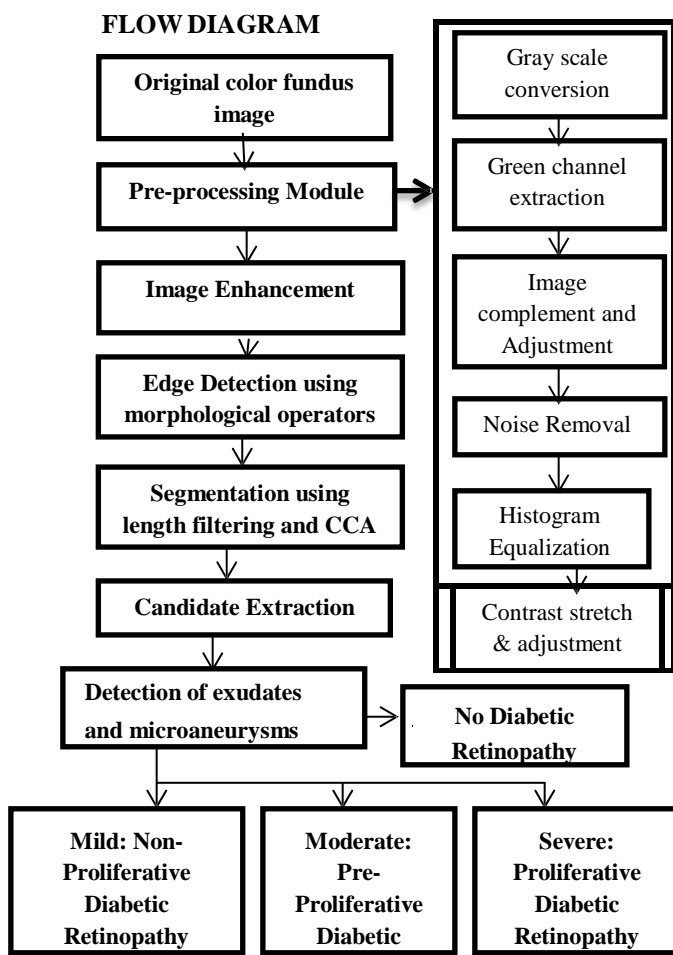 FLOW DIAGRAM
Original color fundus
image
Pre-processing Module
Image Enhancement
Edge Detection using
morphological operators
Segmentation using
length filtering and CCA
Candidate Extraction
Detection of exudates
and microaneurysms
No Diabetic
Retinopathy
Mild: Non-
Proliferative
Diabetic
Retinopathy
Moderate:
Pre-
Proliferative
Diabetic
Severe:
Proliferative
Diabetic
Retinopathy
Gray scale
conversion
Green channel
extraction
Image
complement and
Adjustment
Noise Removal
Histogram
Equalization
Contrast stretch
& adjustment